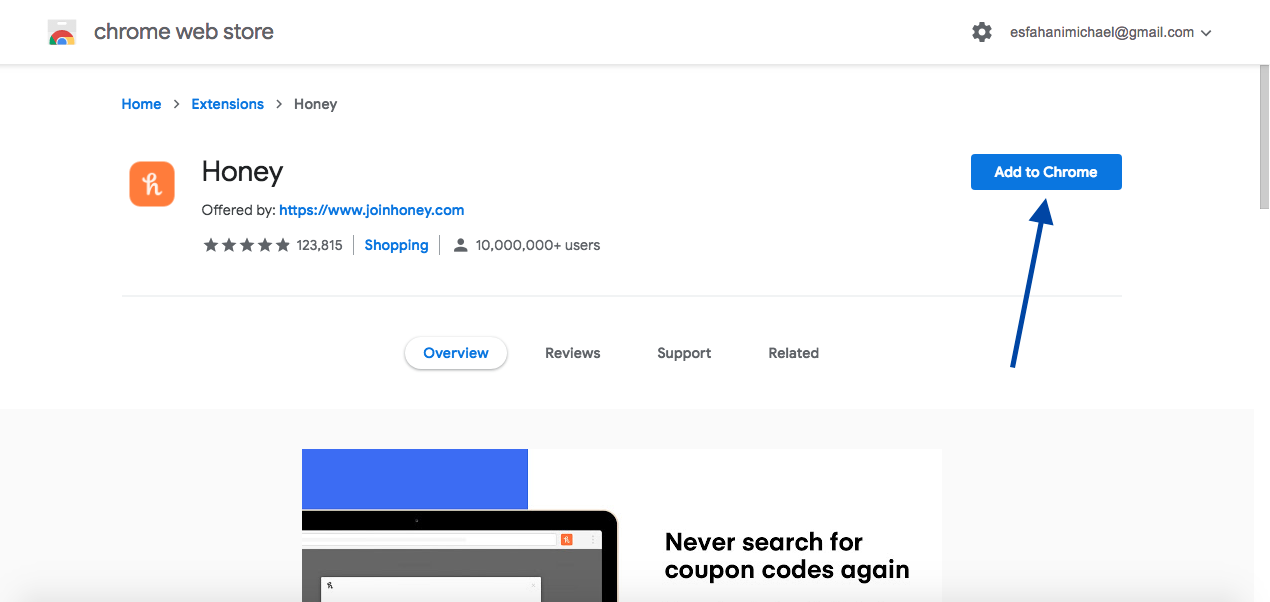 chrome web store
esfahanimichael@gmail.com
Home > Extensions > Honey
Honey
Add to Chrome
Offered by: https://www.joinhoney.com
123,815 Shopping 10,000,000+ users
Overview Reviews Support Related
Never search for
coupon codes again